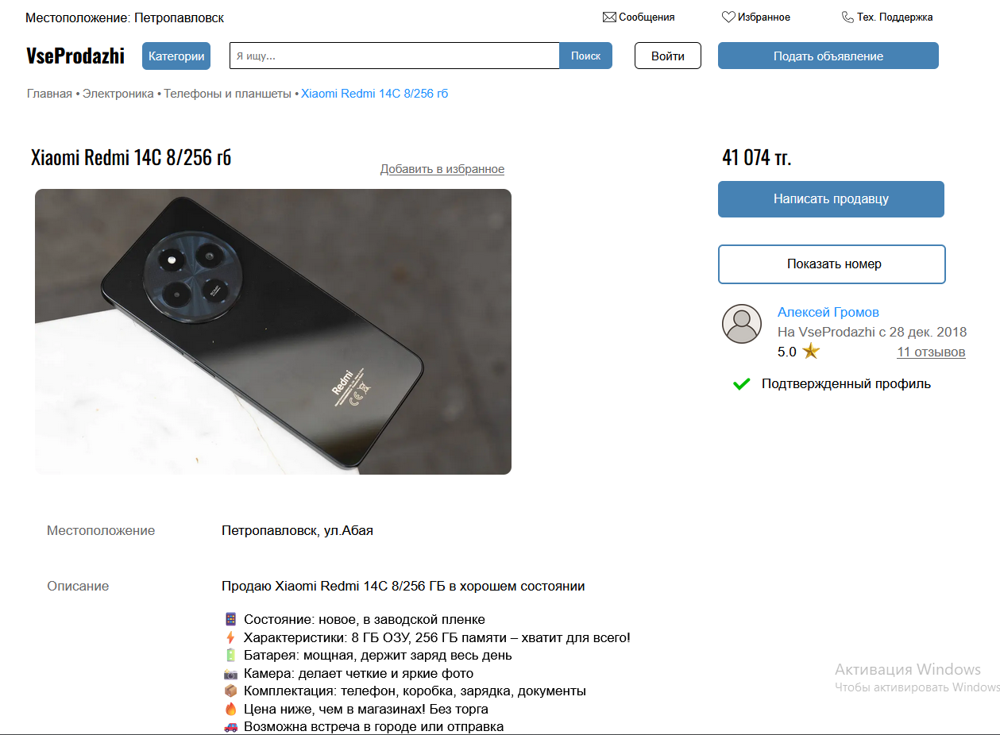 Местоположение: Петропавловск
Сообщения
Избранное
Тех. Поддержка
VseProdazhi
Категории
Я ищу...
Поиск
Войти
Подать объявление
Главная • Электроника • Телефоны и планшеты • Xiaomi Redmi 14C 8/256 гб
Xiaomi Redmi 14C 8/256 гб
Добавить в избранное
41 074 тг.
Написать продавцу
Показать номер
Алексей Громов
На VseProdazhi с 28 дек. 2018
5.0
11 отзывов
Подтвержденный профиль
Redmi
Местоположение
Петропавловск, ул.Абая
Описание
Продаю Xiaomi Redmi 14C 8/256 ГБ в хорошем состоянии
Состояние: новое, в заводской пленке
Характеристики: 8 ГБ ОЗУ, 256 ГБ памяти – хватит для всего!
Батарея: мощная, держит заряд весь день
Камера: делает четкие и яркие фото
Комплектация: телефон, коробка, зарядка, документы
Цена ниже, чем в магазинах! Без торга
Возможна встреча в городе или отправка
Активация Windows
Чтобы активировать Windows